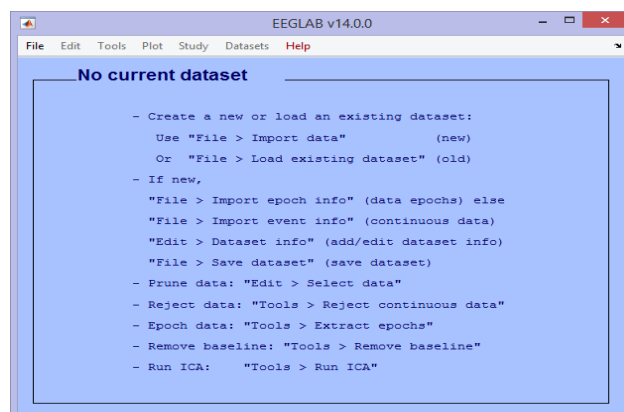 EEGLAB v14.0.0
File Edit Tools Plot Study Datasets Help
No current dataset
- Create a new or load an existing dataset:
Use "File > Import data" (new)
Or "File > Load existing dataset" (old)
- If new,
"File > Import epoch info" (data epochs) else
"File > Import event info" (continuous data)
"Edit > Dataset info" (add/edit dataset info)
"File > Save dataset" (save dataset)
- Prune data: "Edit > Select data"
- Reject data: "Tools > Reject continuous data"
- Epoch data: "Tools > Extract epochs"
- Remove baseline: "Tools > Remove baseline"
- Run ICA: "Tools > Run ICA"